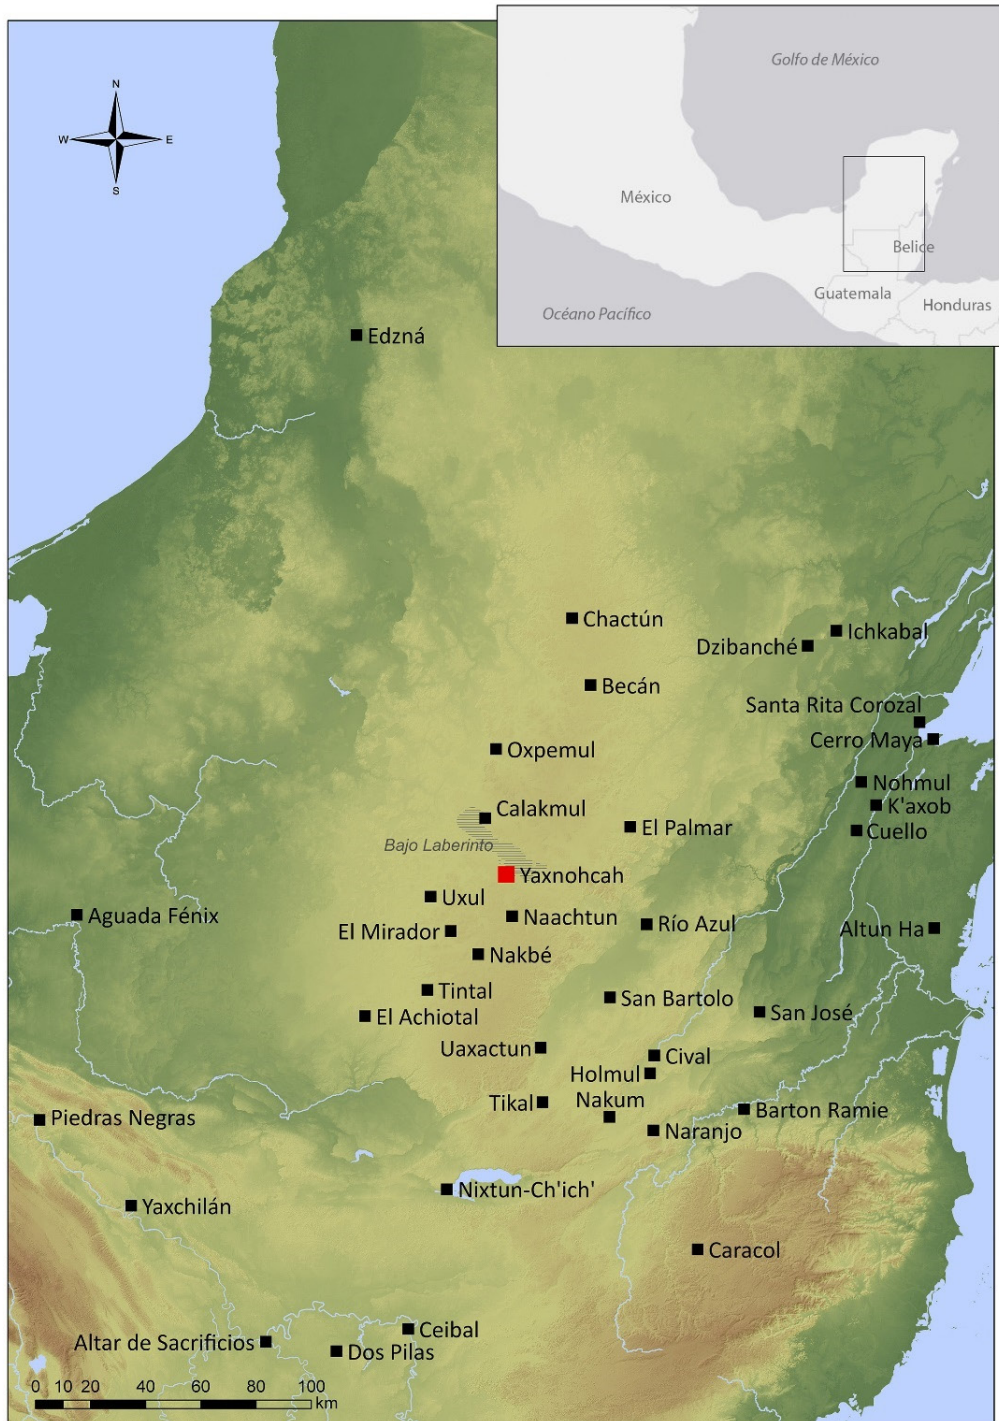 Golfo de México
México
Belice
Guatemala
Honduras
Océano Pacífico
N
W E
S
Edzná
Chactún
Ichkabal
Dzibanché
Becán
Santa Rita Corozal
Cerro Maya
Oxpemul
Nohmul
K'axob
Calakmul
El Palmar
Cuello
Bajo Laberinto
Yaxnohcah
Uxul
Aguada Fénix
Naachtun
Río Azul
Altun Ha
El Mirador
Nakbé
Tintal
San Bartolo
San José
El Achiotal
Uaxactun
Cival
Holmul
Tikal
Nakum
Barton Ramie
Piedras Negras
Naranjo
Nixtun-Ch'ich'
Yaxchilán
Caracol
Ceibal
Altar de Sacrificios
Dos Pilas
0 10 20 40 60 80 100
km